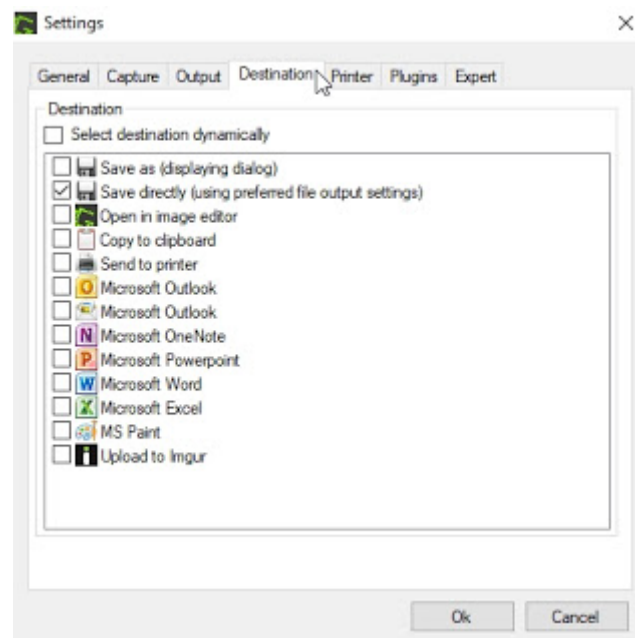 Settings
General Capture Output Destination Printer Plugins Expert
Destination
Select destination dynamically
Save as (displaying dialog)
Save directly (using preferred file output settings)
Open in image editor
Copy to clipboard
Send to printer
Microsoft Outlook
Microsoft Outlook
Microsoft OneNote
Microsoft Powerpoint
Microsoft Word
Microsoft Excel
MS Paint
Upload to Imgur
Ok Cancel